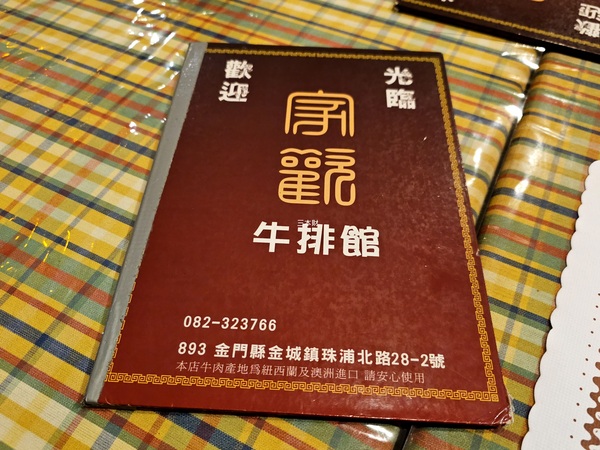 歡迎
光臨
家歡
牛排館
082-323766
893 金門縣金城鎮珠浦北路28-2號
本店牛肉產地為紐西蘭及澳洲進口 請安心使用